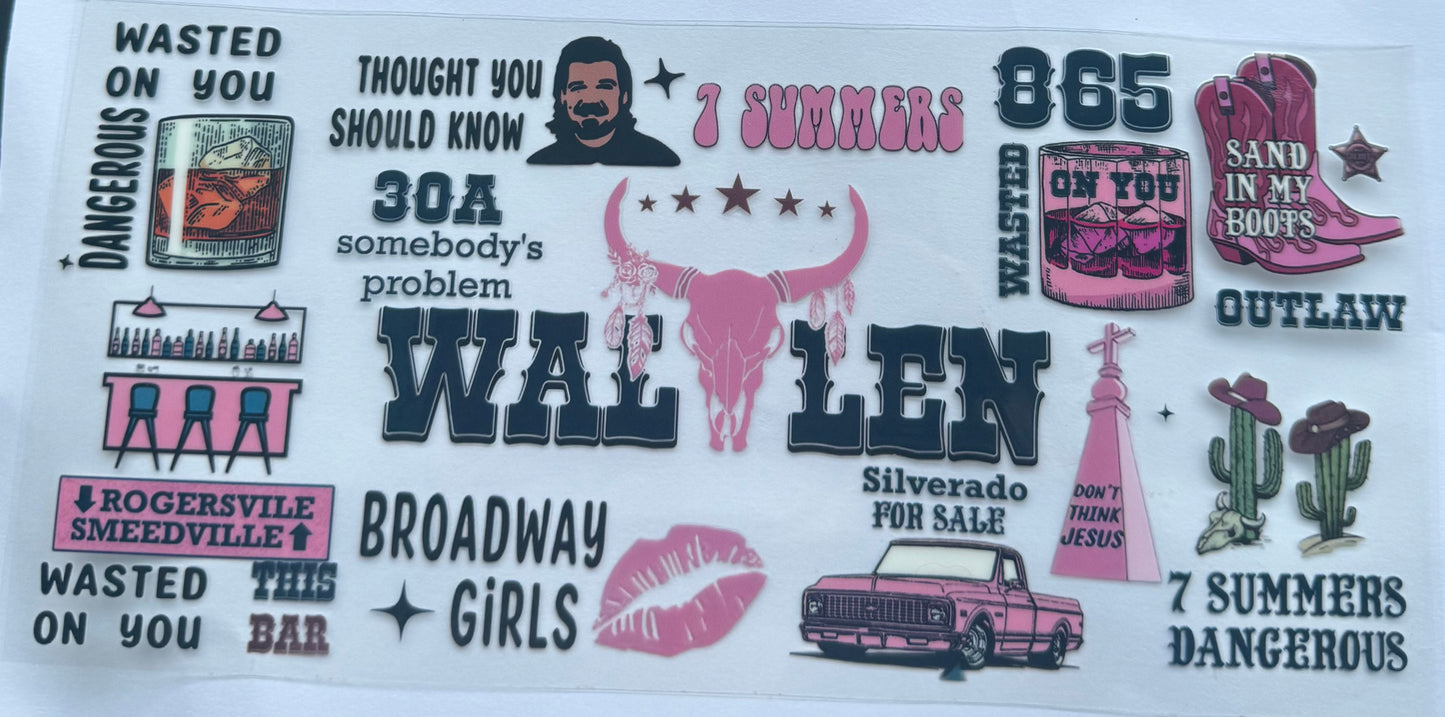 WASTED
ON YOU
DANGEROUS
THOUGHT YOU
SHOULD KNOW
7 SUMMERS
865
WASTED
ON YOU
SAND
IN MY
BOOTS
OUTLAW
30A
somebody's
problem
WALLEN
ROGERSVILE
SMEEDVILLE
WASTED
ON YOU
THIS
BAR
BROADWAY
GiRLS
Silverado
FOR SALE
DON'T
THINK
JESUS
7 SUMMERS
DANGEROUS